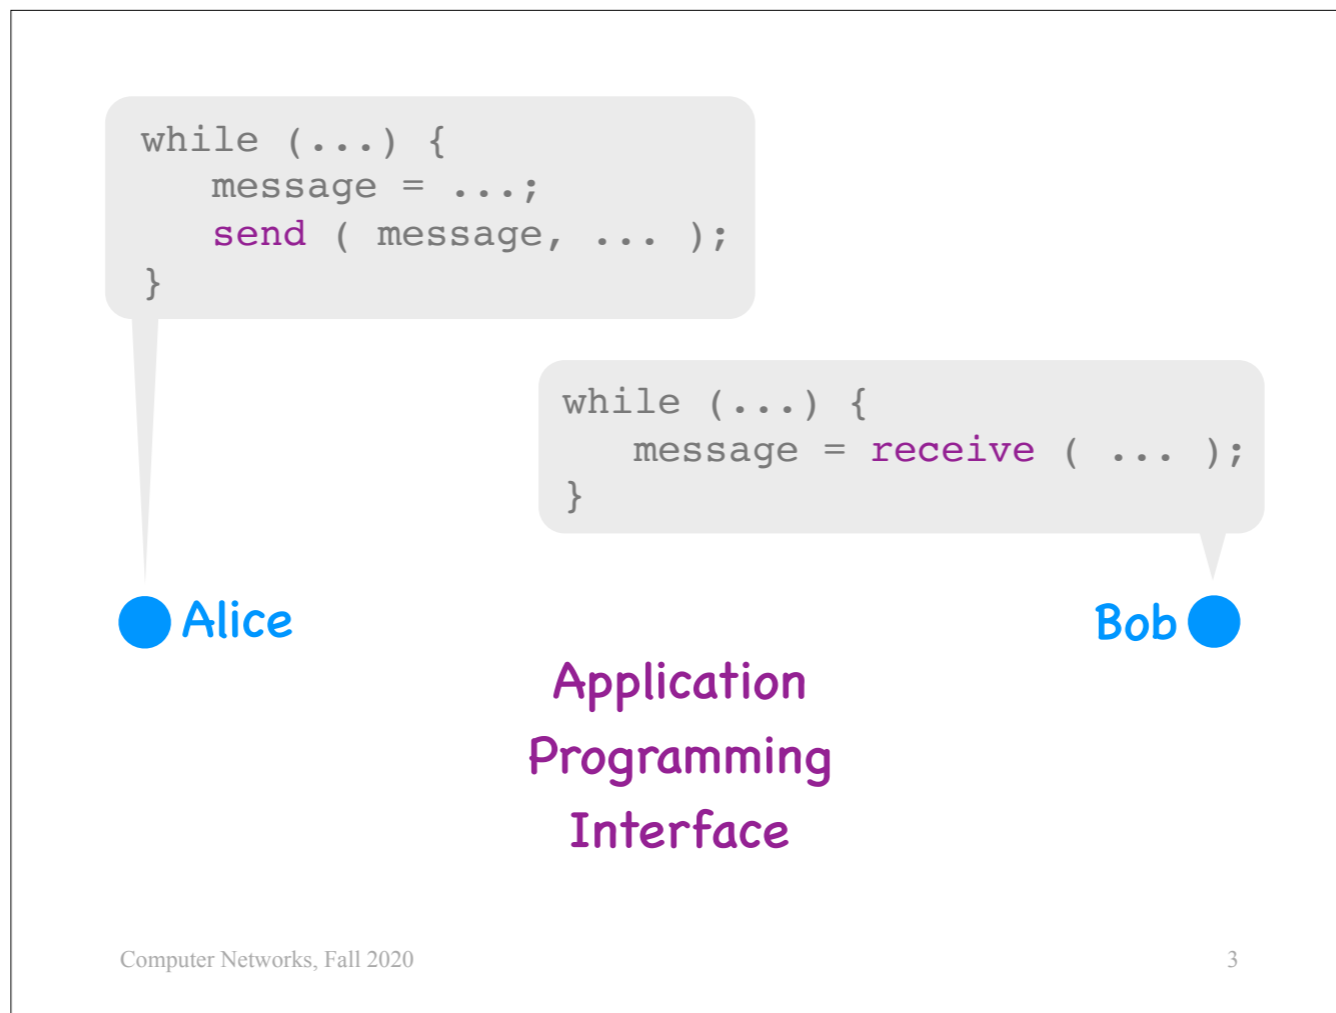 while (...) {
message = ...;
send ( message, ... );
}
while (...) {
message = receive ( ... );
}
Alice
Bob
Application
Programming
Interface
Computer Networks, Fall 2020
3